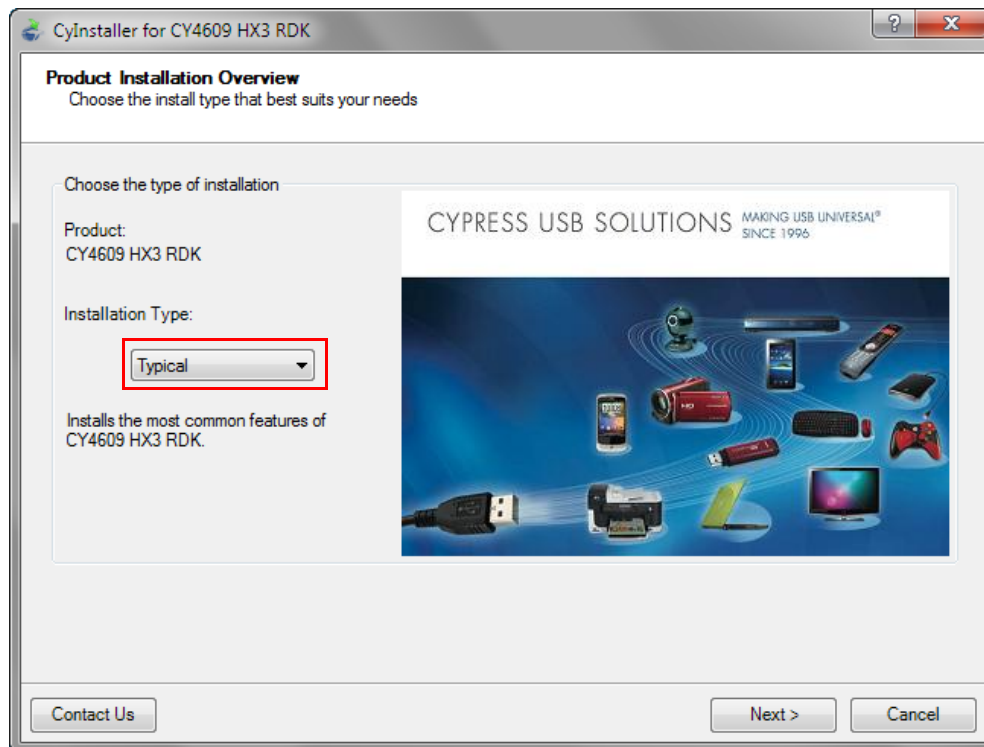 CyInstaller for CY4609 HX3 RDK
Product Installation Overview
Choose the install type that best suits your needs
Choose the type of installation
Product:
CY4609 HX3 RDK
Installation Type:
Typical
Installs the most common features of
CY4609 HX3 RDK.
CYPRESS USB SOLUTIONS
MAKING USB UNIVERSAL®
SINCE 1996
Contact Us
Next >
Cancel